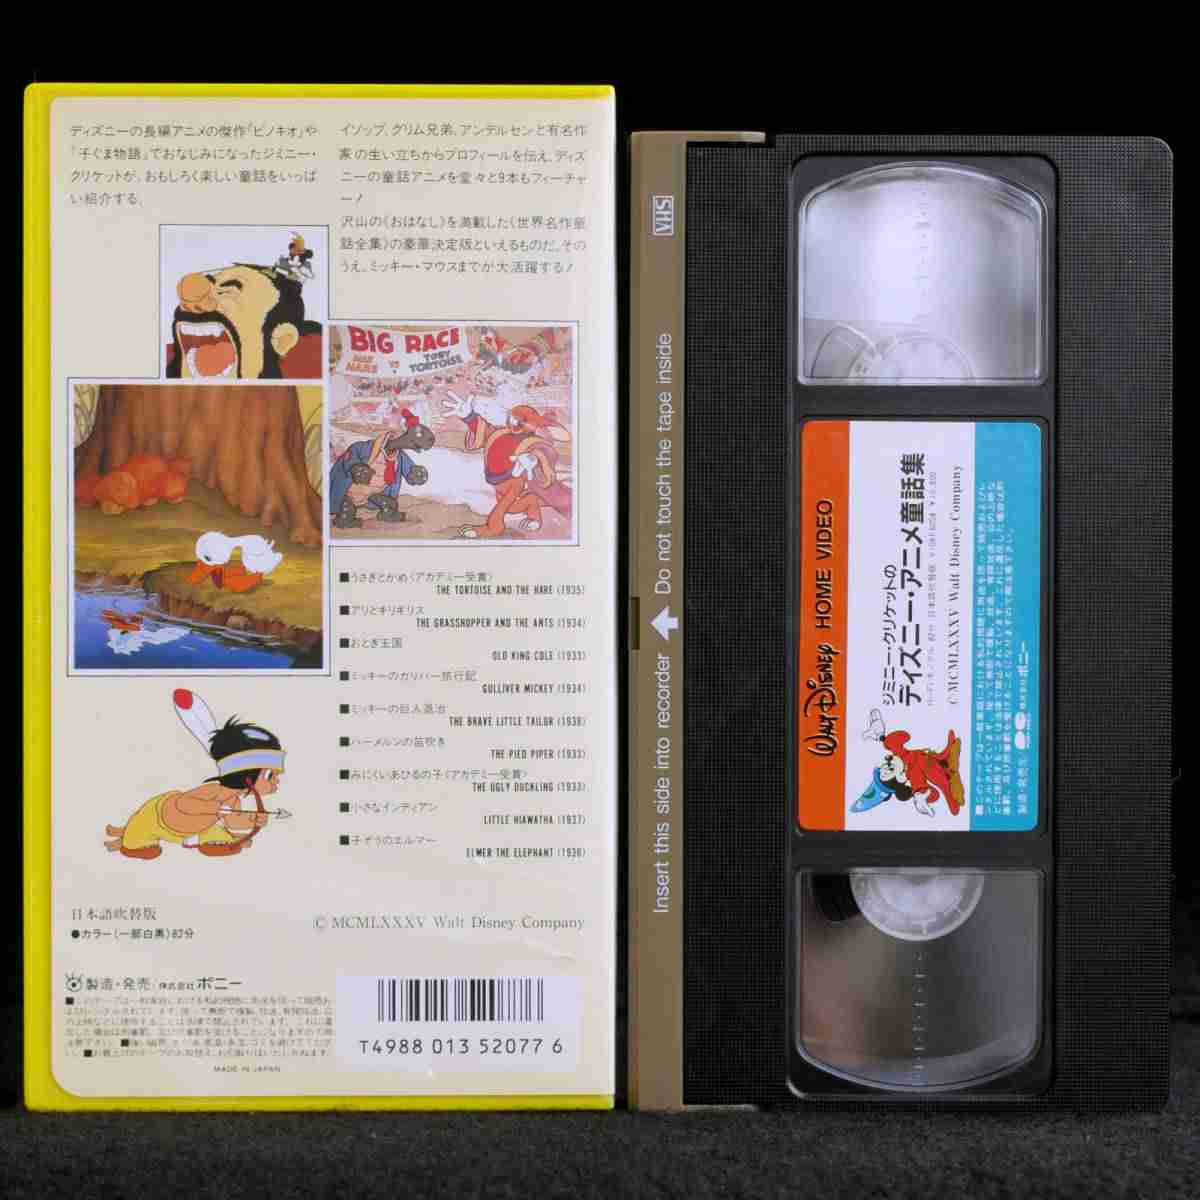 ディズニーの長編アニメの傑作「ピノキオ」や
「子ぐま物語」でおなじみになったジミニー・
クリケットが、おもしろく楽しい童話をいっぱ
い紹介する。
イソップ、グリム兄弟、アンデルセンと有名作
家の生い立ちからプロフィールを伝え、ディズ
ニーの童話アニメを堂々と9本もフィーチャ
ー!
沢山の《おはなし》を満載した《世界名作童
話全集》の豪華決定版といえるものだ。その
うえ、ミッキー・マウスまでが大活躍する!
BIG RACE
MAX HARE VS TOBY TORTOISE
■うさぎとかめ〈アカデミー受賞〉
THE TORTOISE AND THE HARE (1935)
■アリとキリギリス
THE GRASSHOPPER AND THE ANTS (1934)
■おとぎ王国
OLD KING COLE (1933)
■ミッキーのガリバー旅行記
GULLIVER MICKEY (1934)
■ミッキーの巨人退治
THE BRAVE LITTLE TAILOR (1938)
■ハーメルンの笛吹き
THE PIED PIPER (1933)
■みにくいあひるの子〈アカデミー受賞〉
THE UGLY DUCKLING (1933)
■小さなインディアン
LITTLE HIAWATHA (1937)
■子ぞうのエルマー
ELMER THE ELEPHANT (1936)
日本語吹替版
●カラー(一部白黒)82分
© MCMLXXXV Walt Disney Company
製造・発売・株式会社 ポニー
MADE IN JAPAN
T4988 013 52077 6
VHS
Insert this side into recorder Do not touch the tape inside
WALT DISNEY HOME VIDEO
ジミニー・クリケットの
ディズニー・アニメ童話集
© MCMLXXXV Walt Disney Company
製造・発売元 株式会社 ポニー